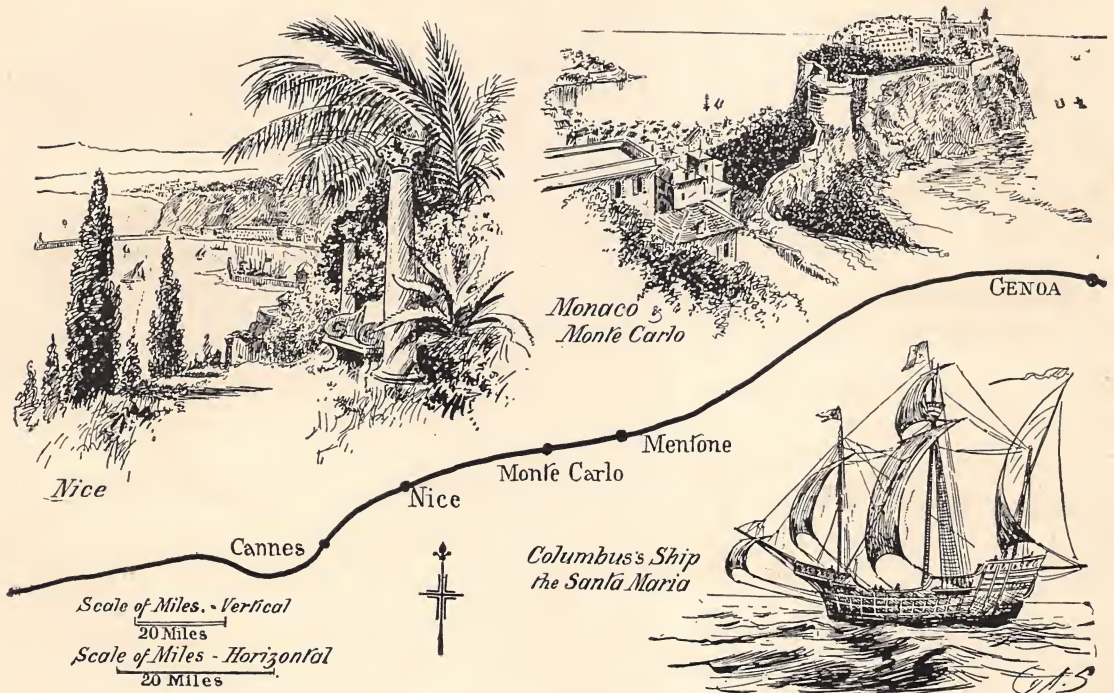 GENOA
Monaco &
Monte Carlo
Mentone
Monte Carlo
Nice
Nice
Cannes
Columbus's Ship
the Santa Maria
Scale of Miles. - Vertical
20 Miles
Scale of Miles - Horizontal
20 Miles